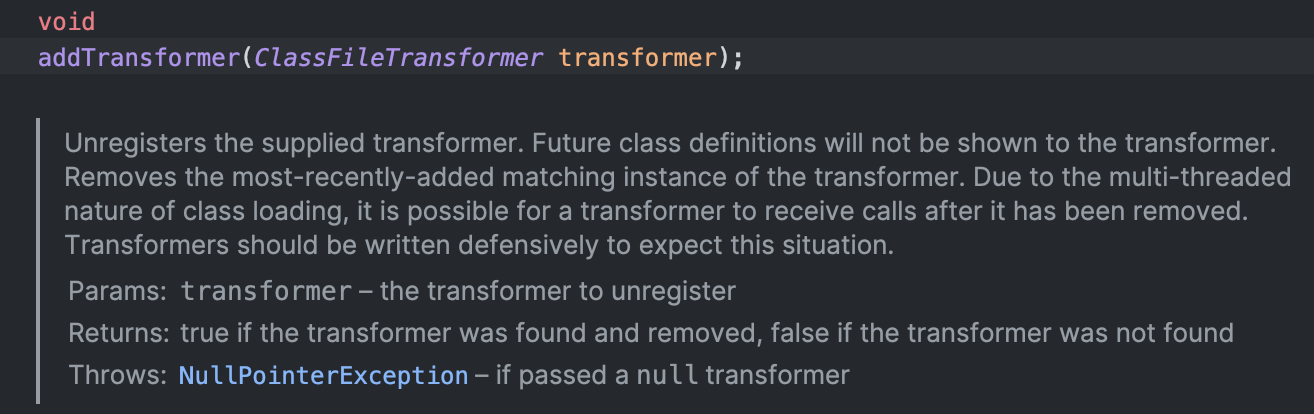 void
addTransformer(ClassFileTransformer transformer);
Unregisters the supplied transformer. Future class definitions will not be shown to the transformer.
Removes the most-recently-added matching instance of the transformer. Due to the multi-threaded
nature of class loading, it is possible for a transformer to receive calls after it has been removed.
Transformers should be written defensively to expect this situation.
Params: transformer – the transformer to unregister
Returns: true if the transformer was found and removed, false if the transformer was not found
Throws: NullPointerException – if passed a null transformer